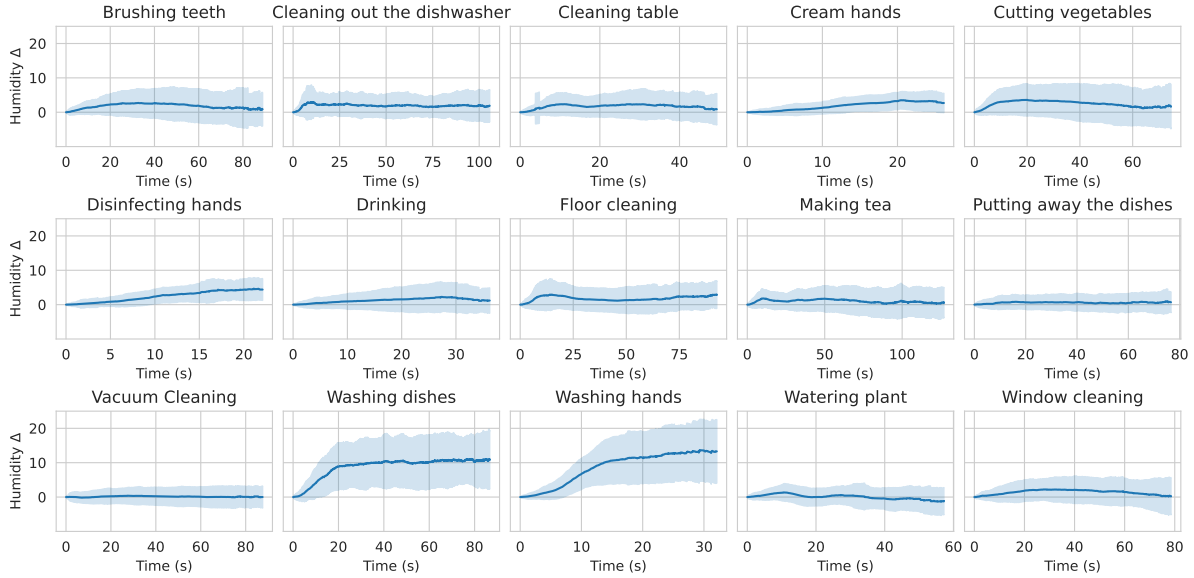 Brushing teeth Cleaning out the dishwasher Cleaning table Cream hands Cutting vegetables
20
10
0
Humidity Δ
0 20 40 60 80 0 25 50 75 100 0 20 40 0 10 20 0 20 40 60
Time (s) Time (s) Time (s) Time (s) Time (s)
Disinfecting hands Drinking Floor cleaning Making tea Putting away the dishes
20
10
0
Humidity Δ
0 5 10 15 20 0 10 20 30 0 25 50 75 0 50 100 0 20 40 60 80
Time (s) Time (s) Time (s) Time (s) Time (s)
Vacuum Cleaning Washing dishes Washing hands Watering plant Window cleaning
20
10
0
Humidity Δ
0 20 40 60 80 0 20 40 60 80 0 10 20 30 0 20 40 60 0 20 40 60 80
Time (s) Time (s) Time (s) Time (s) Time (s)